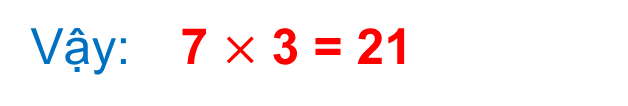 Vậy: 7 × 3 = 21